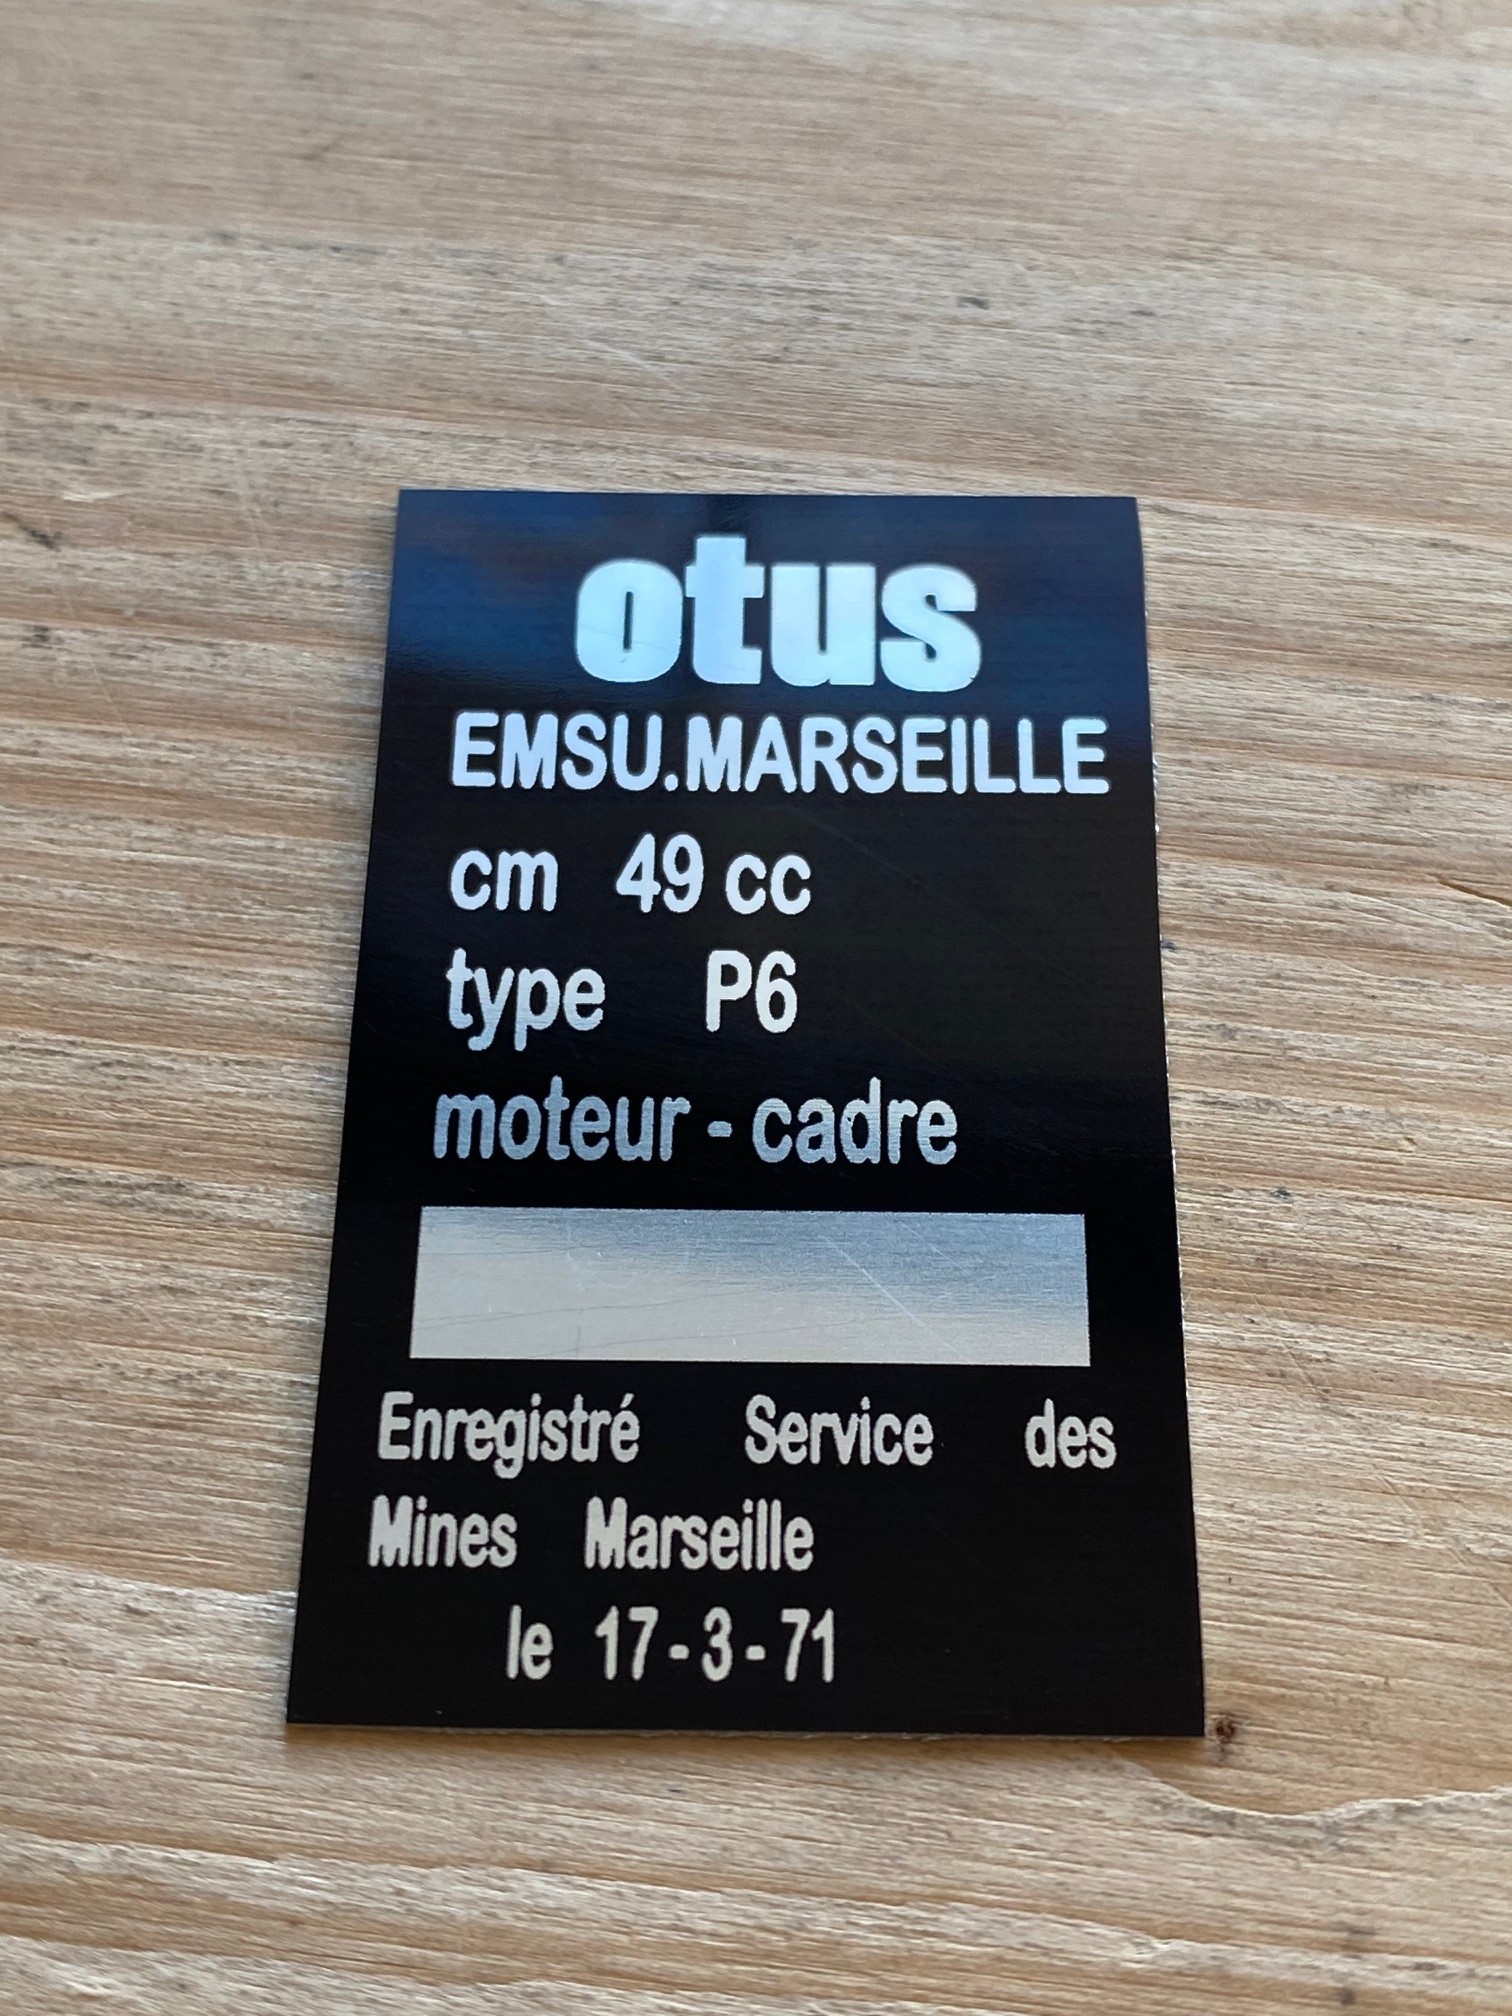 otus
EMSU.MARSEILLE
cm 49 cc
type P6
moteur - cadre
Enregistré Service des
Mines Marseille
le 17-3-71